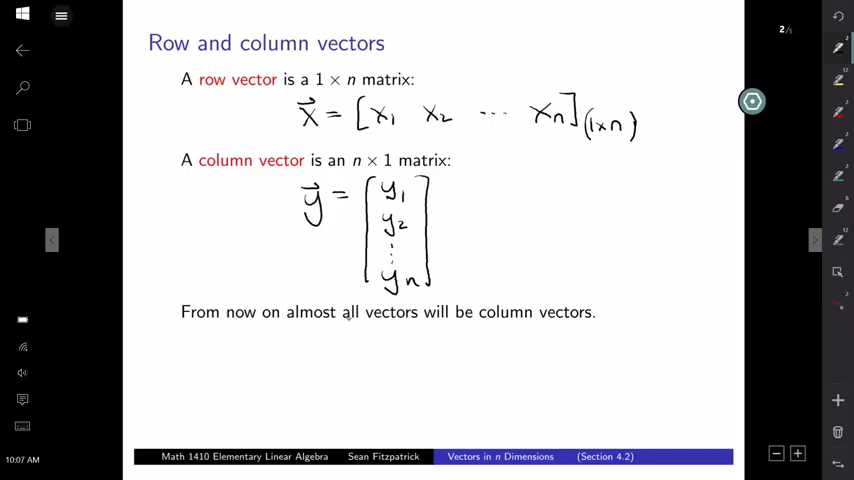 2/5
Row and column vectors
A row vector is a 1 × n matrix:
x⃗ = [x₁ x₂ ... xₙ](1×n)
A column vector is an n × 1 matrix:
y⃗ = [y₁
y₂
⋮
yₙ]
From now on almost all vectors will be column vectors.
10:07 AM
Math 1410 Elementary Linear Algebra Sean Fitzpatrick Vectors in n Dimensions (Section 4.2)